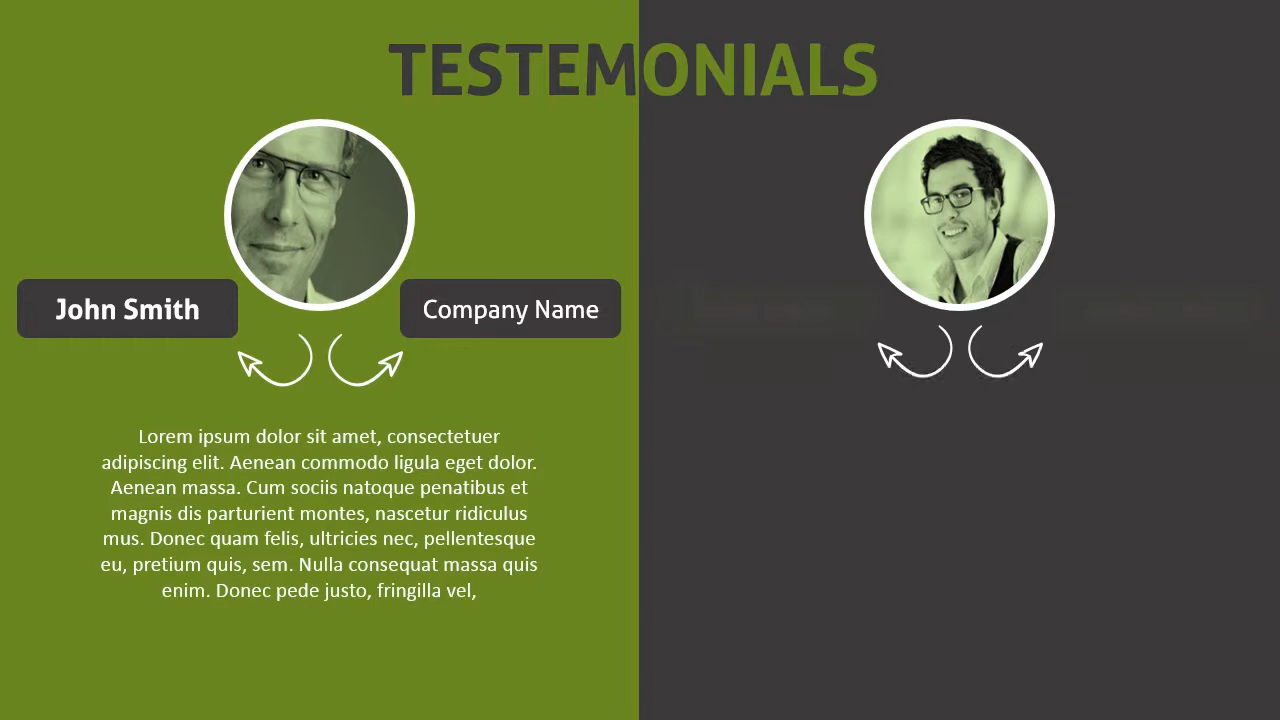 TESTEMONIALS
John Smith
Company Name
Lorem ipsum dolor sit amet, consectetuer
adipiscing elit. Aenean commodo ligula eget dolor.
Aenean massa. Cum sociis natoque penatibus et
magnis dis parturient montes, nascetur ridiculus
mus. Donec quam felis, ultricies nec, pellentesque
eu, pretium quis, sem. Nulla consequat massa quis
enim. Donec pede justo, fringilla vel,